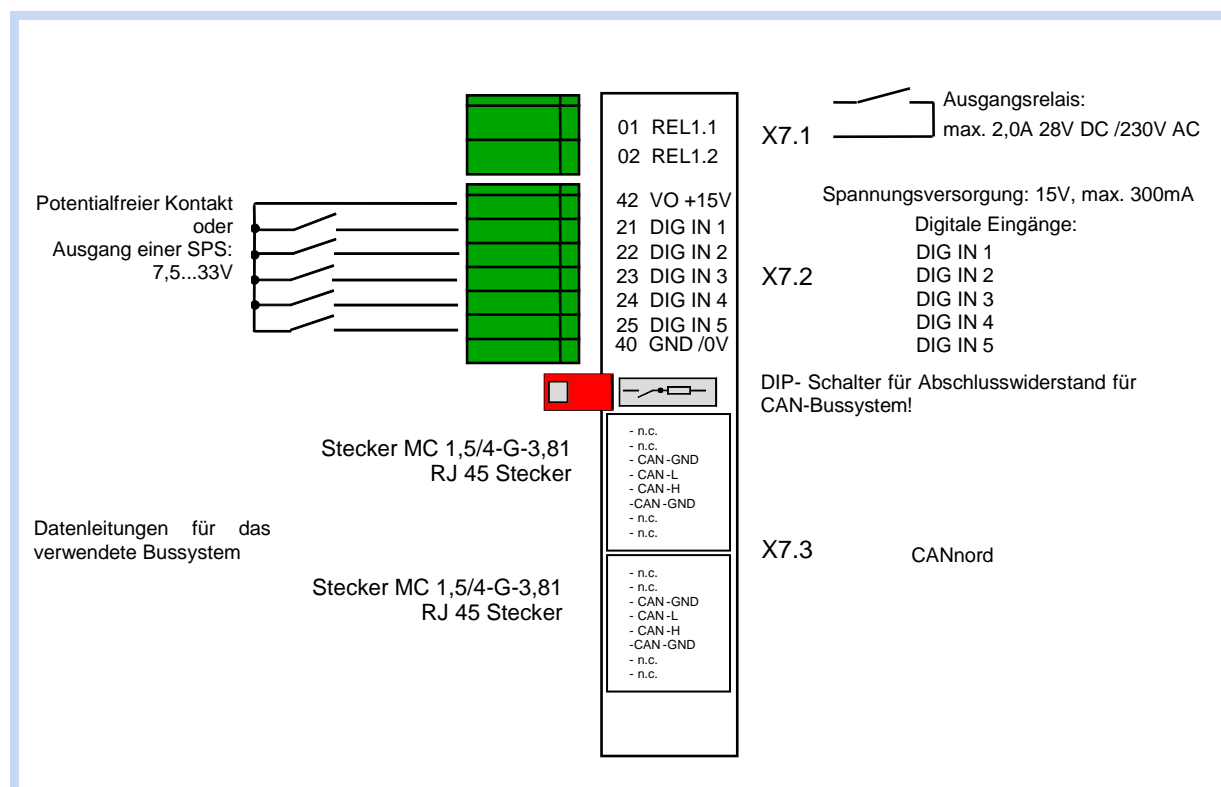 01 REL1.1
02 REL1.2
X7.1
Ausgangsrelais:
max. 2,0A 28V DC /230V AC
Potentialfreier Kontakt
oder
Ausgang einer SPS:
7,5...33V
42 VO +15V
21 DIG IN 1
22 DIG IN 2
23 DIG IN 3
24 DIG IN 4
25 DIG IN 5
40 GND /0V
X7.2
Spannungsversorgung: 15V, max. 300mA
Digitale Eingänge:
DIG IN 1
DIG IN 2
DIG IN 3
DIG IN 4
DIG IN 5
DIP- Schalter für Abschlusswiderstand für
CAN-Bussystem!
Stecker MC 1,5/4-G-3,81
RJ 45 Stecker
- n.c.
- n.c.
- CAN-GND
- CAN-L
- CAN-H
-CAN-GND
- n.c.
- n.c.
Datenleitungen für das
verwendete Bussystem
X7.3
CANnord
Stecker MC 1,5/4-G-3,81
RJ 45 Stecker
- n.c.
- n.c.
- CAN-GND
- CAN-L
- CAN-H
-CAN-GND
- n.c.
- n.c.